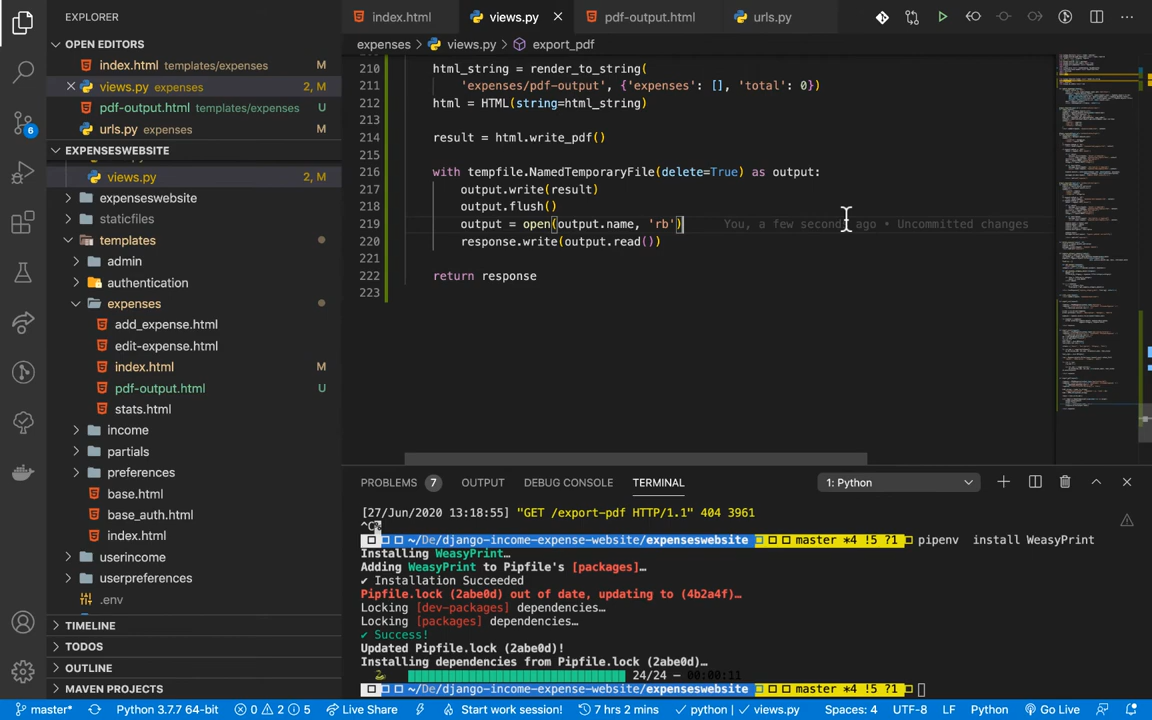 EXPLORER
OPEN EDITORS
index.html templates/expenses M
views.py expenses 2, M
pdf-output.html templates/expenses U
urls.py expenses M
EXPENSESWEBSITE
views.py 2, M
expenseswebsite
staticfiles
templates
admin
authentication
expenses
add_expense.html
edit-expense.html
index.html M
pdf-output.html U
stats.html
income
partials
preferences
base.html
base_auth.html
index.html
userincome
userpreferences
.env
TIMELINE
TODOS
OUTLINE
MAVEN PROJECTS
6
index.html views.py pdf-output.html urls.py
expenses > views.py > export_pdf
210 html_string = render_to_string(
211 'expenses/pdf-output', {'expenses': [], 'total': 0})
212 html = HTML(string=html_string)
213
214 result = html.write_pdf()
215
216 with tempfile.NamedTemporaryFile(delete=True) as output:
217 output.write(result)
218 output.flush()
219 output = open(output.name, 'rb') You, a few seconds ago • Uncommitted changes
220 response.write(output.read())
221
222 return response
223
PROBLEMS 7 OUTPUT DEBUG CONSOLE TERMINAL 1: Python
[27/Jun/2020 13:18:55] "GET /export-pdf HTTP/1.1" 404 3961
~/De/django-income-expense-website/expenseswebsite master *4 !5 ?1 pipenv install WeasyPrint
Installing WeasyPrint…
Adding WeasyPrint to Pipfile's [packages]…
✔ Installation Succeeded
Pipfile.lock (2abe0d) out of date, updating to (4b2a4f)…
Locking [dev-packages] dependencies…
Locking [packages] dependencies…
✔ Success!
Updated Pipfile.lock (2abe0d)!
Installing dependencies from Pipfile.lock (2abe0d)…
24/24 — 00:00:11
~/De/django-income-expense-website/expenseswebsite master *4 !5 ?1
master* Python 3.7.7 64-bit 0 2 5 Live Share Start work session! 7 hrs 2 mins python | ✓ views.py Spaces: 4 UTF-8 LF Python Go Live